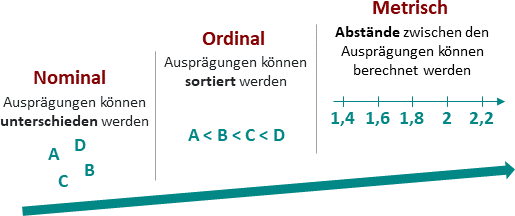 Nominal
Ausprägungen können
unterschieden werden
A
D
B
C
Ordinal
Ausprägungen können
sortiert werden
A < B < C < D
Metrisch
Abstände zwischen den
Ausprägungen können
berechnet werden
1,4 1,6 1,8 2 2,2